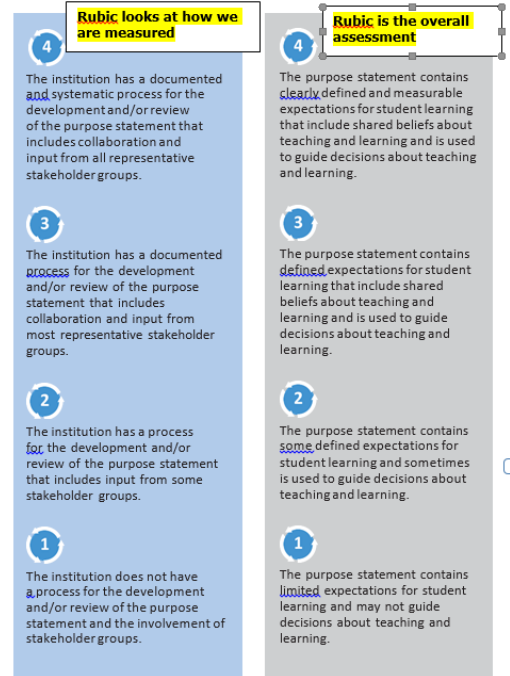 Rubic looks at how we
are measured
4
The institution has a documented
and systematic process for the
development and/or review
of the purpose statement that
includes collaboration and
input from all representative
stakeholder groups.
3
The institution has a documented
process for the development
and/or review of the purpose
statement that includes
collaboration and input from
most representative stakeholder
groups.
2
The institution has a process
for the development and/or
review of the purpose statement
that includes input from some
stakeholder groups.
1
The institution does not have
a process for the development
and/or review of the purpose
statement and the involvement of
stakeholder groups.
Rubic is the overall
assessment
4
The purpose statement contains
clearly defined and measurable
expectations for student learning
that include shared beliefs about
teaching and learning and is used
to guide decisions about teaching
and learning.
3
The purpose statement contains
defined expectations for student
learning that include shared
beliefs about teaching and
learning and is used to guide
decisions about teaching and
learning.
2
The purpose statement contains
some defined expectations for
student learning and sometimes
is used to guide decisions about
teaching and learning.
1
The purpose statement contains
limited expectations for student
learning and may not guide
decisions about teaching and
learning.